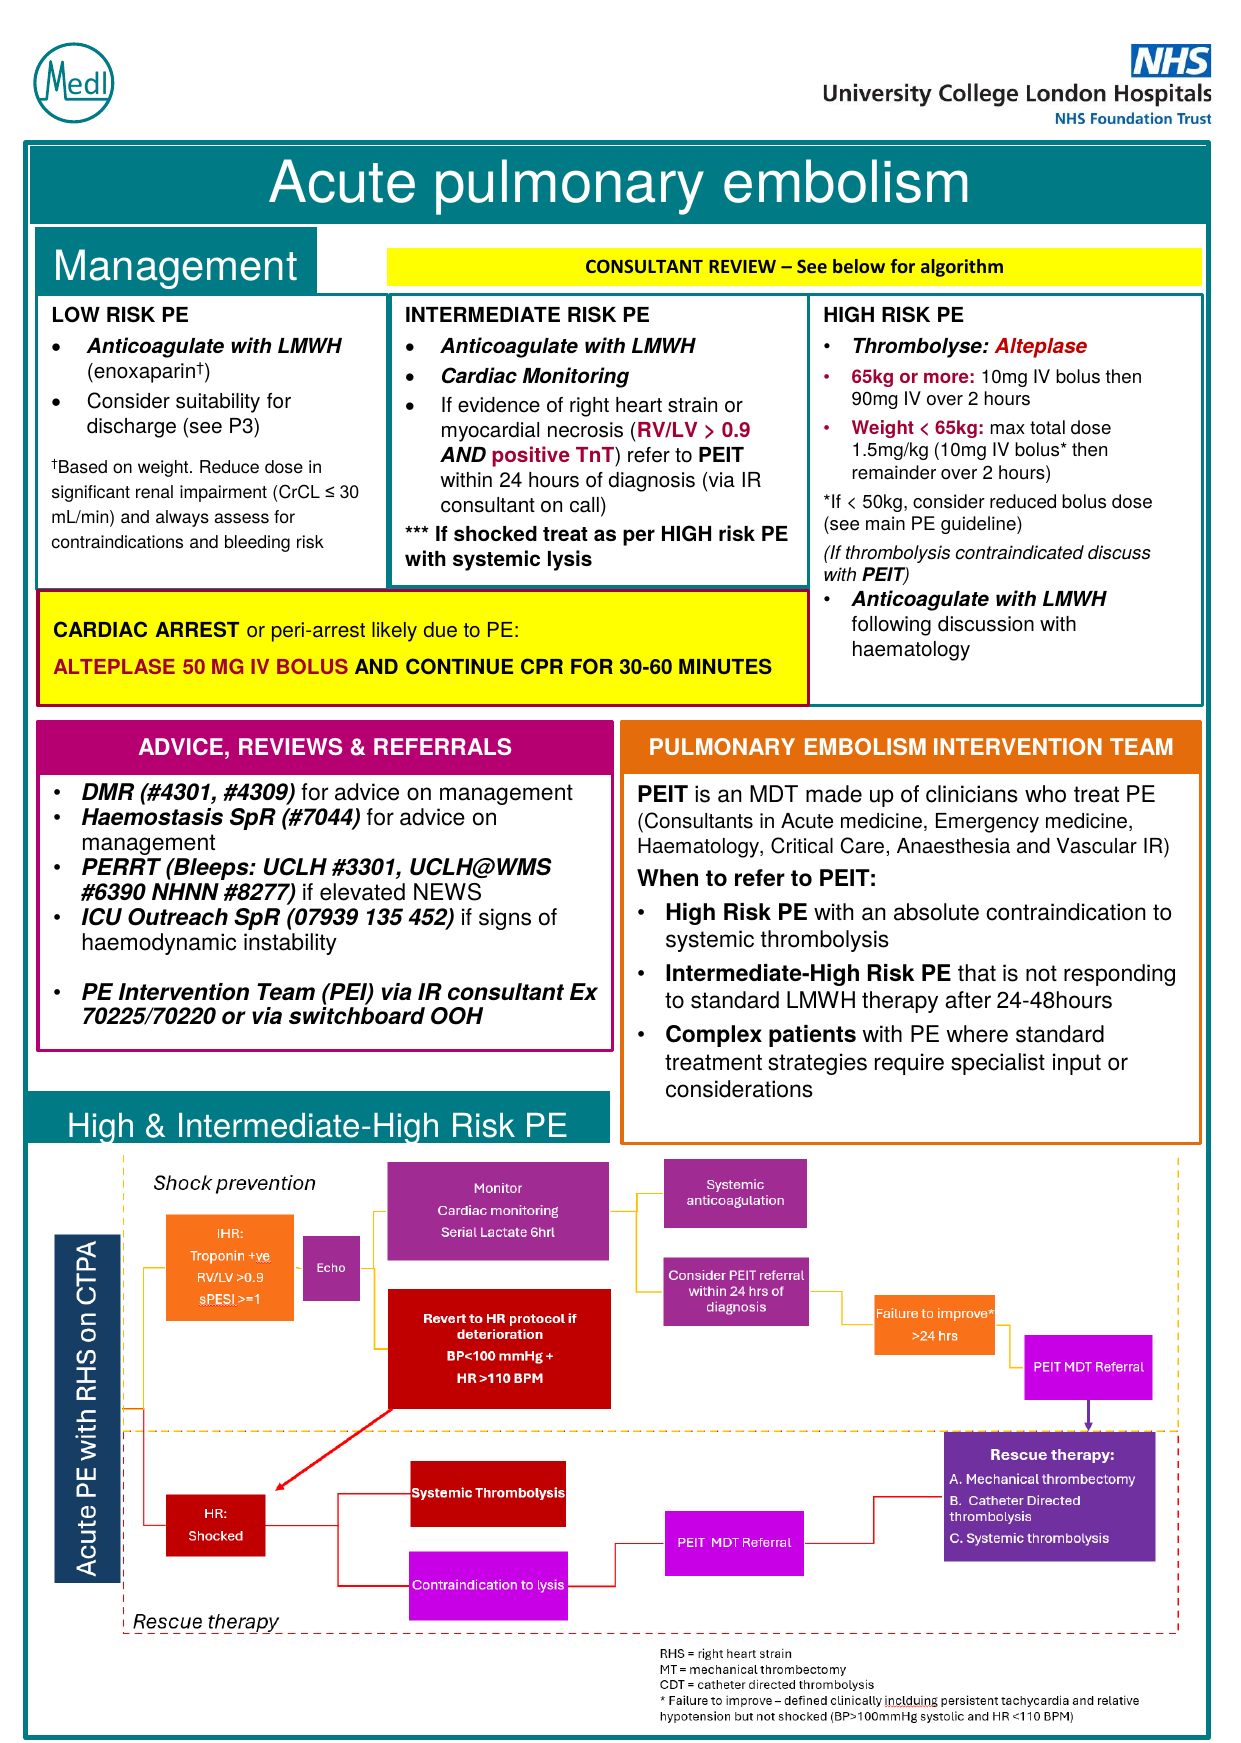 MedI
NHS
University College London Hospitals
NHS Foundation Trust
Acute pulmonary embolism
Management
CONSULTANT REVIEW – See below for algorithm
LOW RISK PE
• Anticoagulate with LMWH
(enoxaparin†)
• Consider suitability for
discharge (see P3)
†Based on weight. Reduce dose in
significant renal impairment (CrCL ≤ 30
mL/min) and always assess for
contraindications and bleeding risk
INTERMEDIATE RISK PE
• Anticoagulate with LMWH
• Cardiac Monitoring
• If evidence of right heart strain or
myocardial necrosis (RV/LV > 0.9
AND positive TnT) refer to PEIT
within 24 hours of diagnosis (via IR
consultant on call)
*** If shocked treat as per HIGH risk PE
with systemic lysis
HIGH RISK PE
• Thrombolyse: Alteplase
• 65kg or more: 10mg IV bolus then
90mg IV over 2 hours
• Weight < 65kg: max total dose
1.5mg/kg (10mg IV bolus* then
remainder over 2 hours)
*If < 50kg, consider reduced bolus dose
(see main PE guideline)
(If thrombolysis contraindicated discuss
with PEIT)
• Anticoagulate with LMWH
following discussion with
haematology
CARDIAC ARREST or peri-arrest likely due to PE:
ALTEPLASE 50 MG IV BOLUS AND CONTINUE CPR FOR 30-60 MINUTES
ADVICE, REVIEWS & REFERRALS
• DMR (#4301, #4309) for advice on management
• Haemostasis SpR (#7044) for advice on
management
• PERRT (Bleeps: UCLH #3301, UCLH@WMS
#6390 NHNN #8277) if elevated NEWS
• ICU Outreach SpR (07939 135 452) if signs of
haemodynamic instability
• PE Intervention Team (PEI) via IR consultant Ex
70225/70220 or via switchboard OOH
PULMONARY EMBOLISM INTERVENTION TEAM
PEIT is an MDT made up of clinicians who treat PE
(Consultants in Acute medicine, Emergency medicine,
Haematology, Critical Care, Anaesthesia and Vascular IR)
When to refer to PEIT:
• High Risk PE with an absolute contraindication to
systemic thrombolysis
• Intermediate-High Risk PE that is not responding
to standard LMWH therapy after 24-48hours
• Complex patients with PE where standard
treatment strategies require specialist input or
considerations
High & Intermediate-High Risk PE
Acute PE with RHS on CTPA
Shock prevention
IHR:
Troponin +ve
RV/LV >0.9
sPESI >=1
Echo
Monitor
Cardiac monitoring
Serial Lactate 6hrl
Revert to HR protocol if
deterioration
BP<100 mmHg +
HR >110 BPM
Systemic
anticoagulation
Consider PEIT referral
within 24 hrs of
diagnosis
Failure to improve*
>24 hrs
PEIT MDT Referral
HR:
Shocked
Systemic Thrombolysis
Contraindication to lysis
PEIT MDT Referral
Rescue therapy:
A. Mechanical thrombectomy
B. Catheter Directed
thrombolysis
C. Systemic thrombolysis
Rescue therapy
RHS = right heart strain
MT = mechanical thrombectomy
CDT = catheter directed thrombolysis
* Failure to improve – defined clinically inclduing persistent tachycardia and relative
hypotension but not shocked (BP>100mmHg systolic and HR <110 BPM)